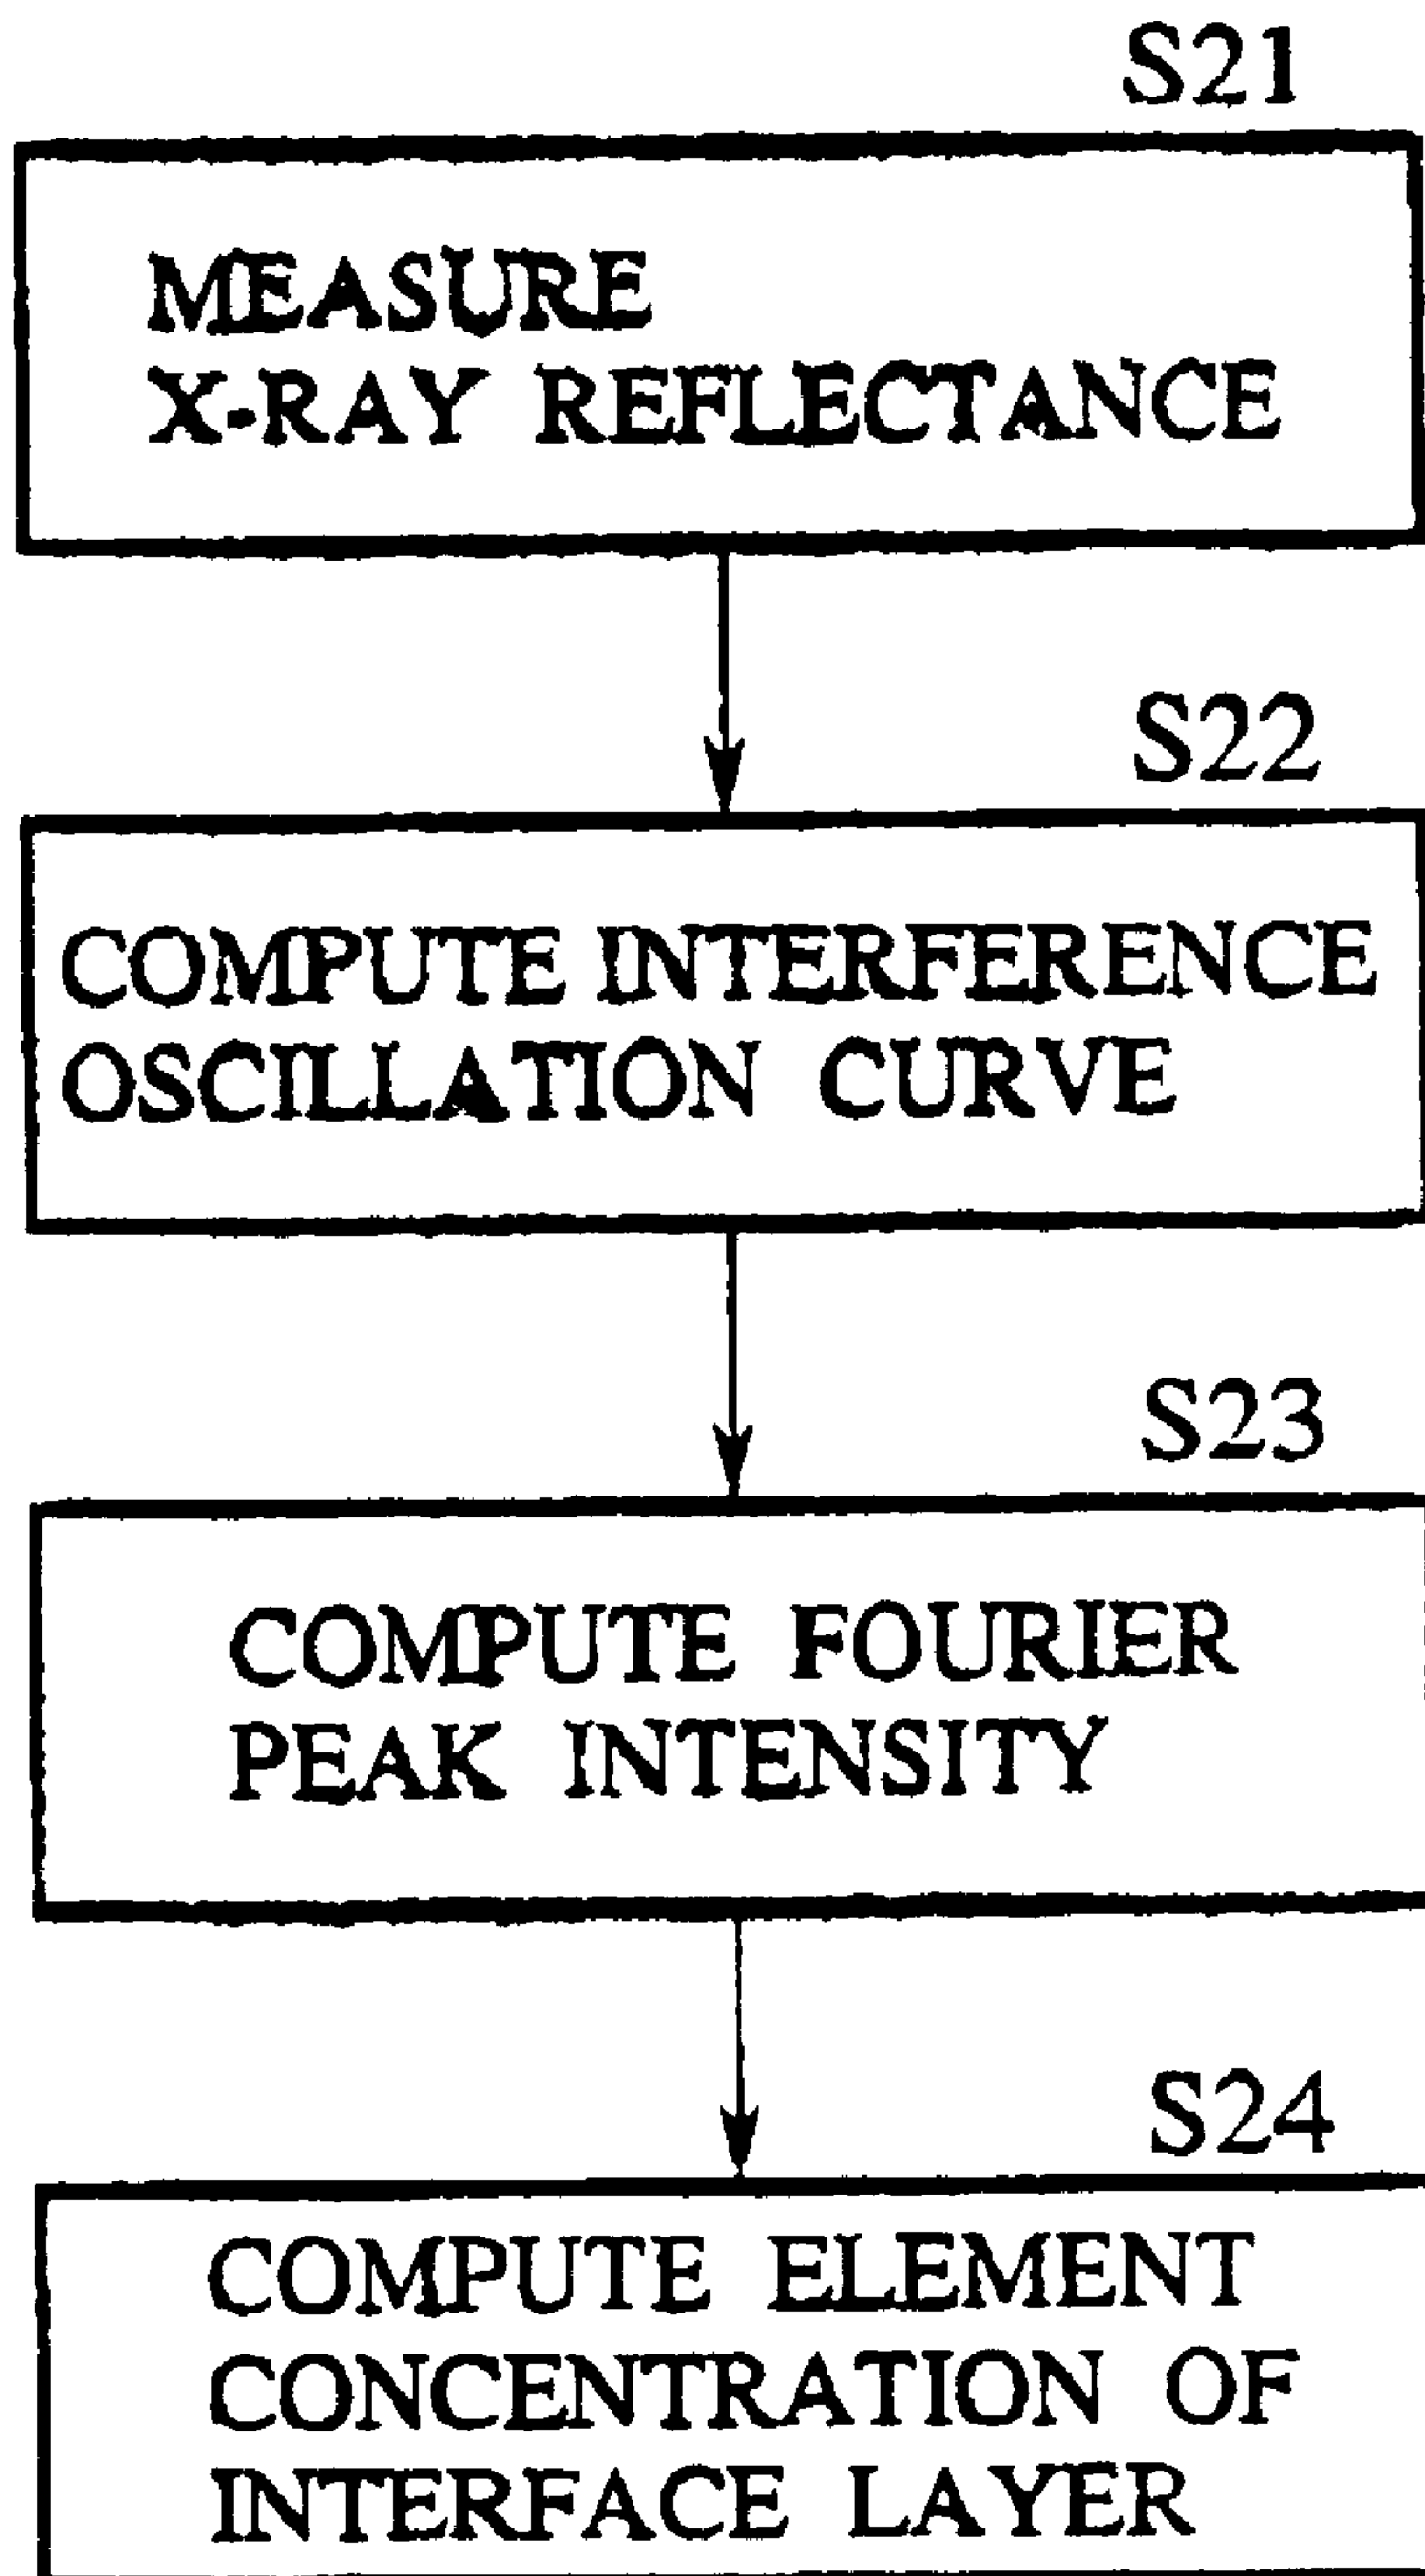 S21
MEASURE
X-RAY REFLECTANCE
S22
COMPUTE INTERFERENCE
OSCILLATION CURVE
S23
COMPUTE FOURIER
PEAK INTENSITY
S24
COMPUTE ELEMENT
CONCENTRATION OF
INTERFACE LAYER